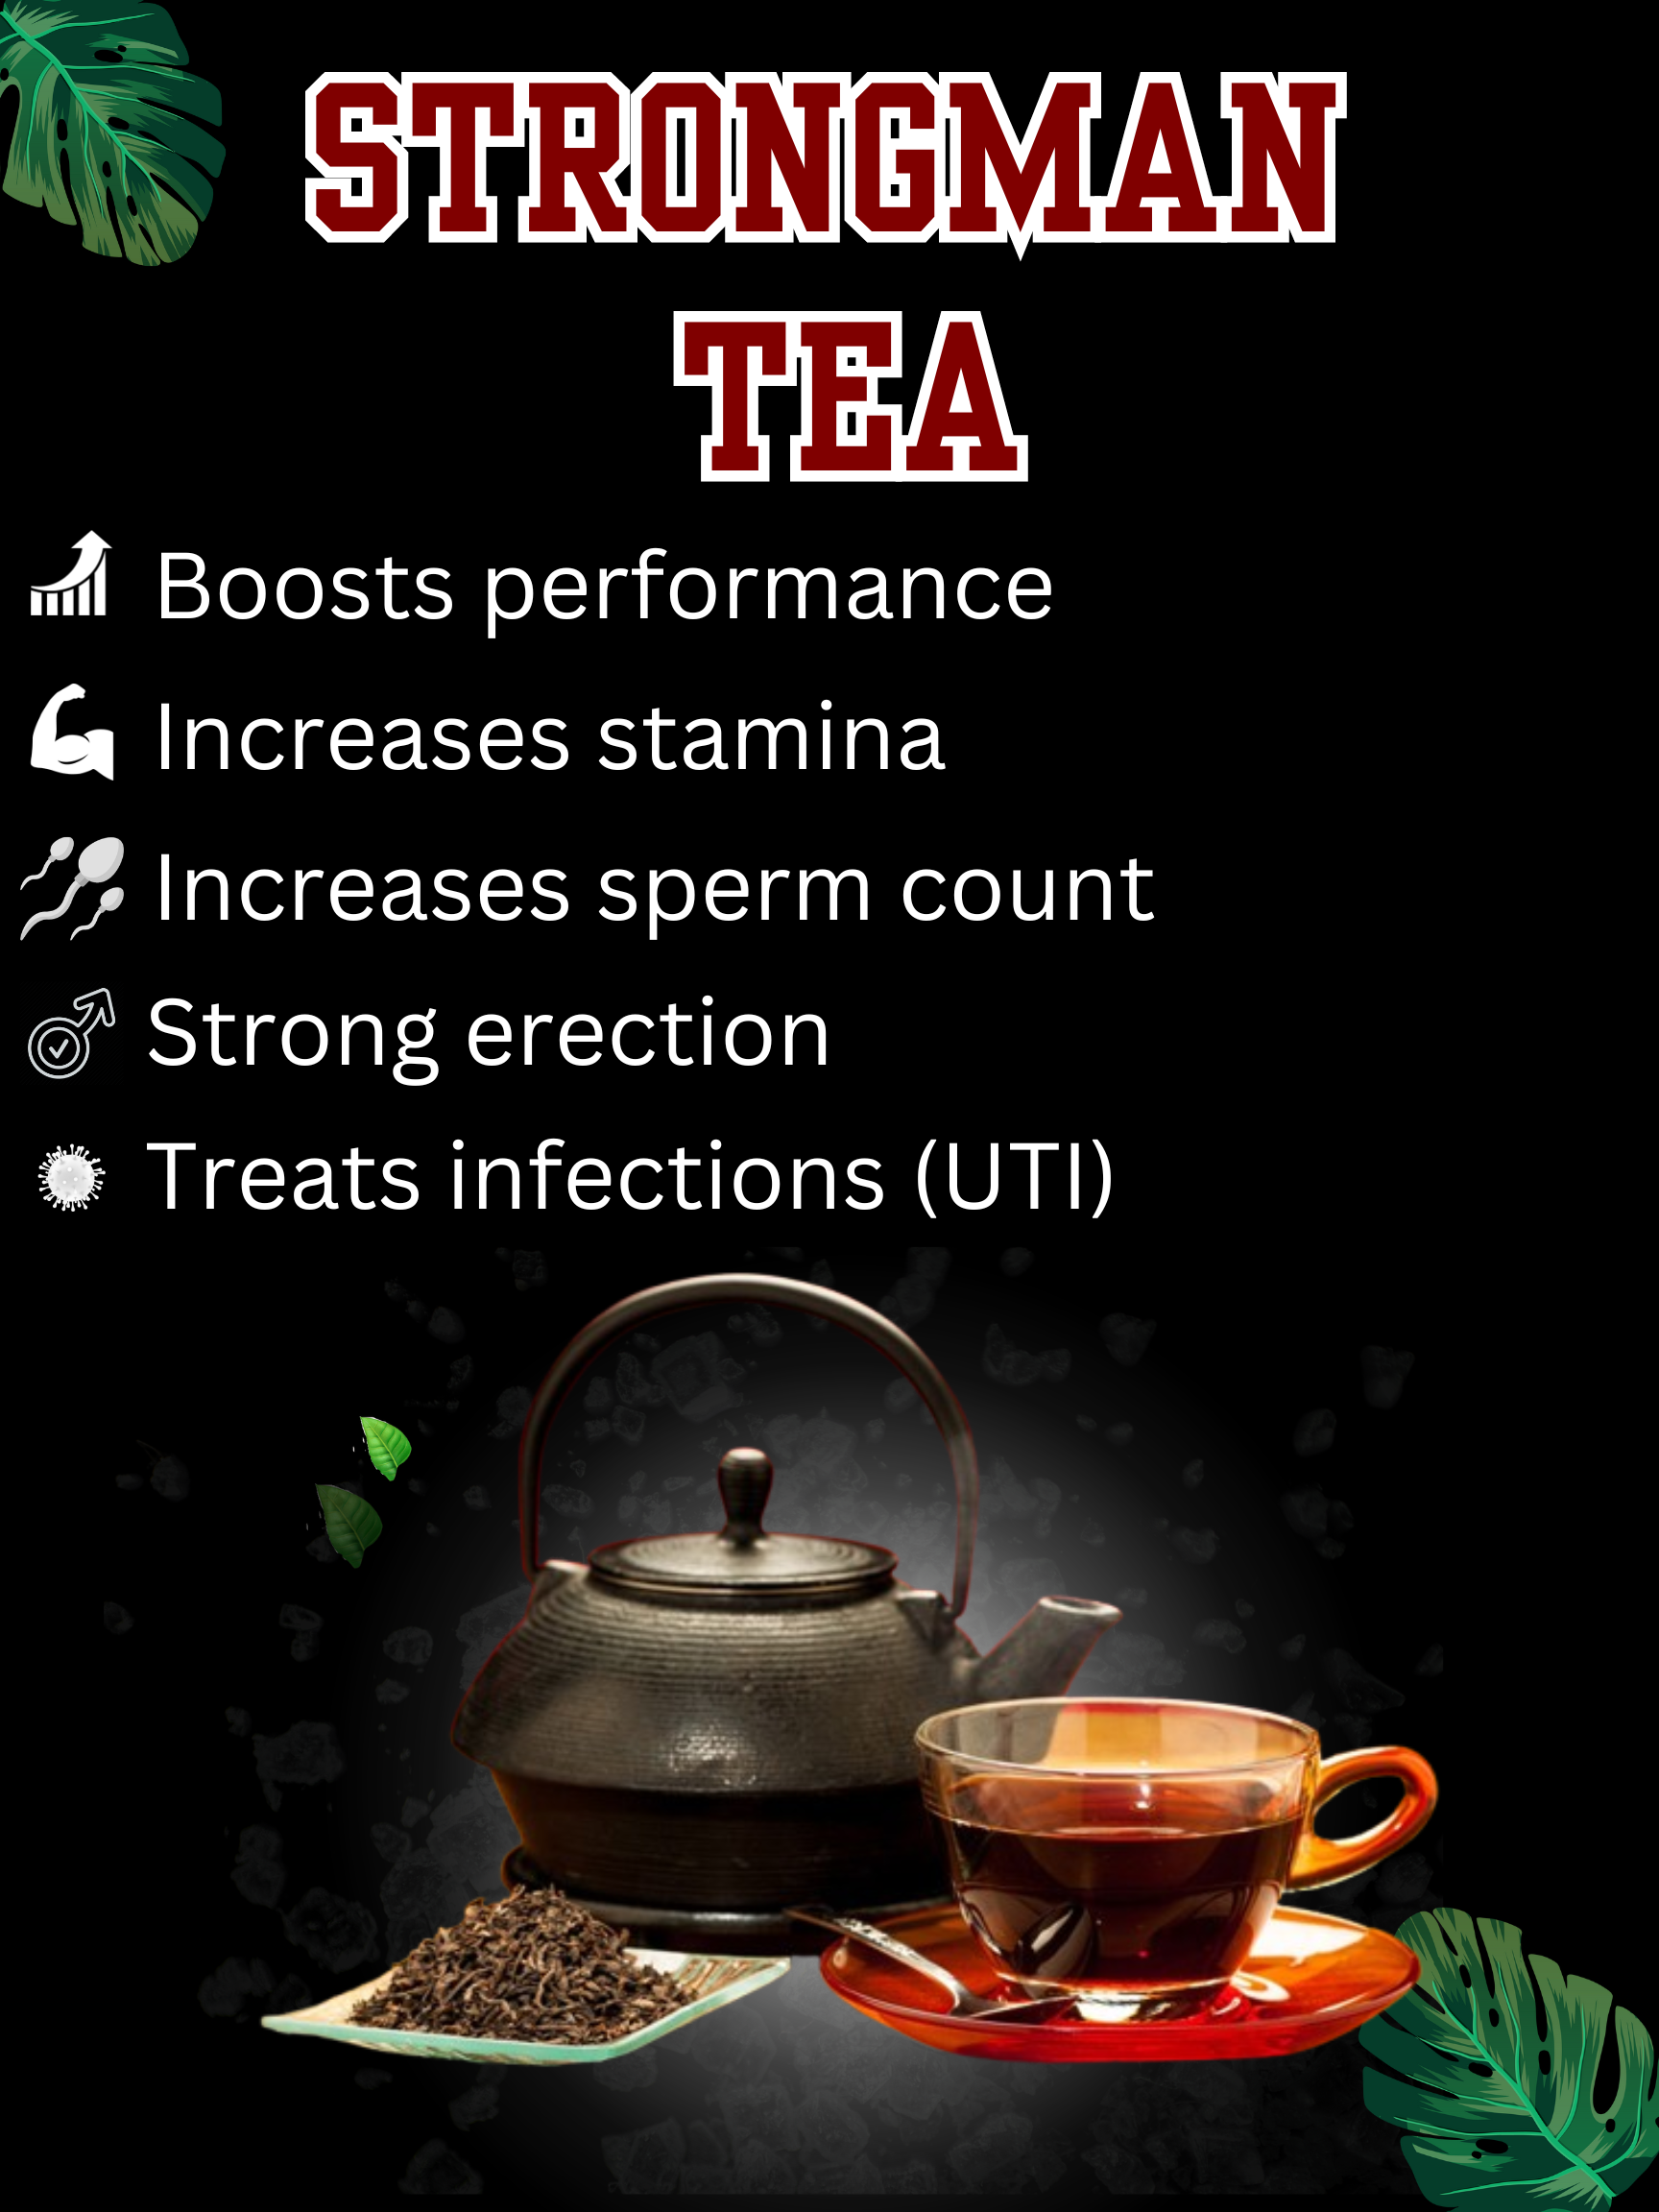 STRONGMAN
TEA
Boosts performance
Increases stamina
Increases sperm count
Strong erection
Treats infections (UTI)